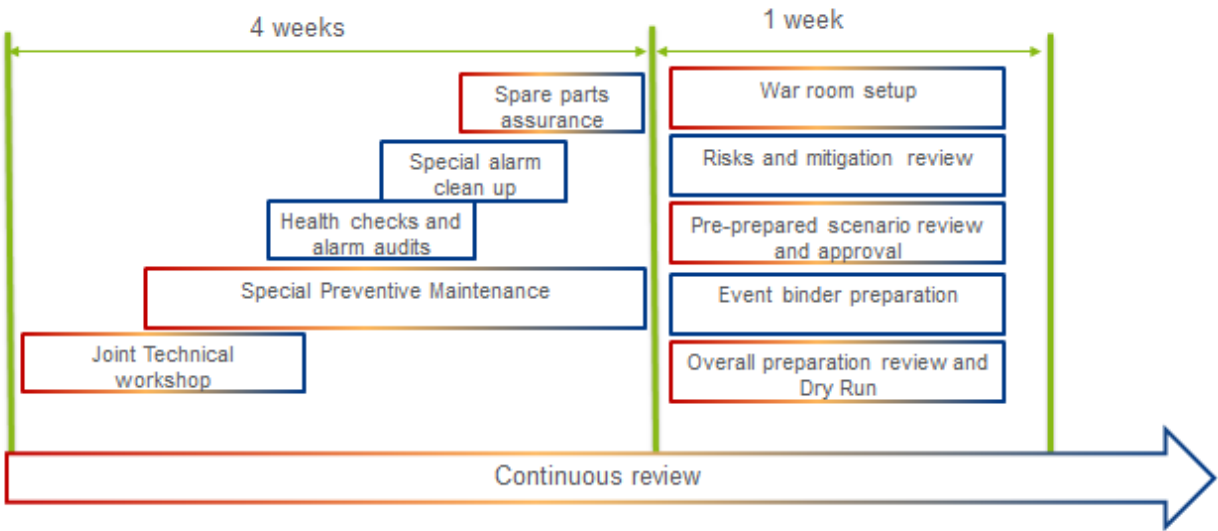 4 weeks
1 week
Spare parts
assurance
Special alarm
clean up
Health checks and
alarm audits
Special Preventive Maintenance
Joint Technical
workshop
War room setup
Risks and mitigation review
Pre-prepared scenario review
and approval
Event binder preparation
Overall preparation review and
Dry Run
Continuous review